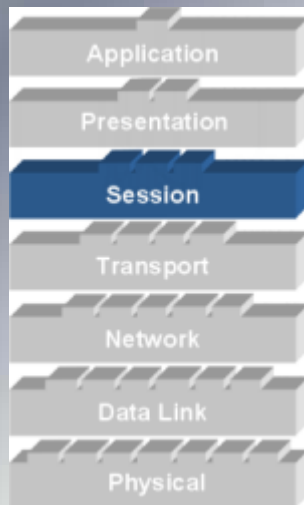 Application
Presentation
Session
Transport
Network
Data Link
Physical